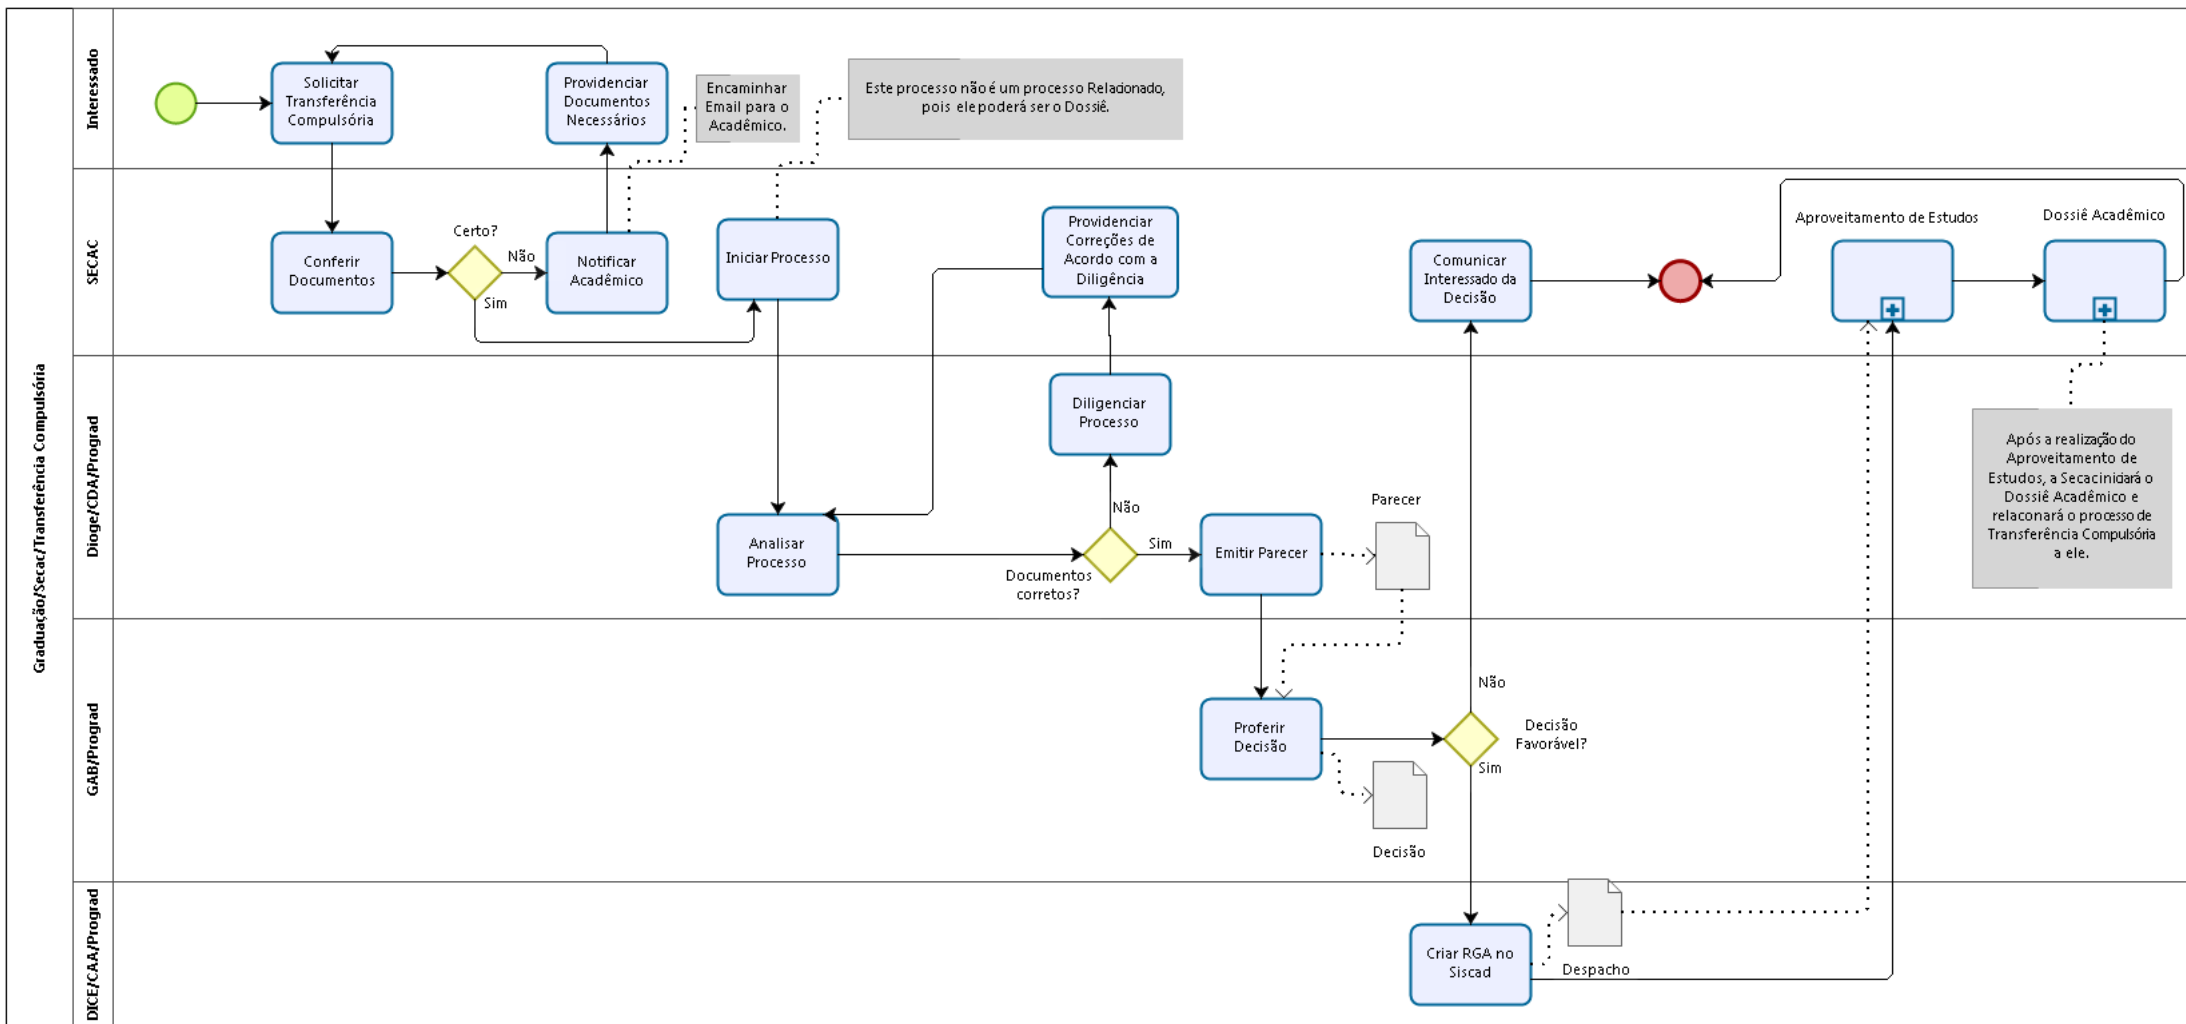 Graduação/Secac/Transferência Compulsória
Interessado
Solicitar
Transferência
Compulsória
Providenciar
Documentos
Necessários
Encaminhar
Email para o
Acadêmico.
Este processo não é um processo Relacionado,
pois ele poderá ser o Dossiê.
SECAC
Conferir
Documentos
Certo?
Não
Sim
Notificar
Acadêmico
Iniciar Processo
Providenciar
Correções de
Acordo com a
Diligência
Comunicar
Interessado da
Decisão
Aproveitamento de Estudos
Dossiê Acadêmico
Dioge/CDA/Prograd
Diligenciar
Processo
Analisar
Processo
Não
Documentos
corretos?
Sim
Emitir Parecer
Parecer
Após a realização do
Aproveitamento de
Estudos, a Secac iniciará o
Dossiê Acadêmico e
relaconará o processo de
Transferência Compulsória
a ele.
GAB/Prograd
Proferir
Decisão
Não
Decisão
Favorável?
Sim
Decisão
DICE/CAA/Prograd
Criar RGA no
Siscad
Despacho